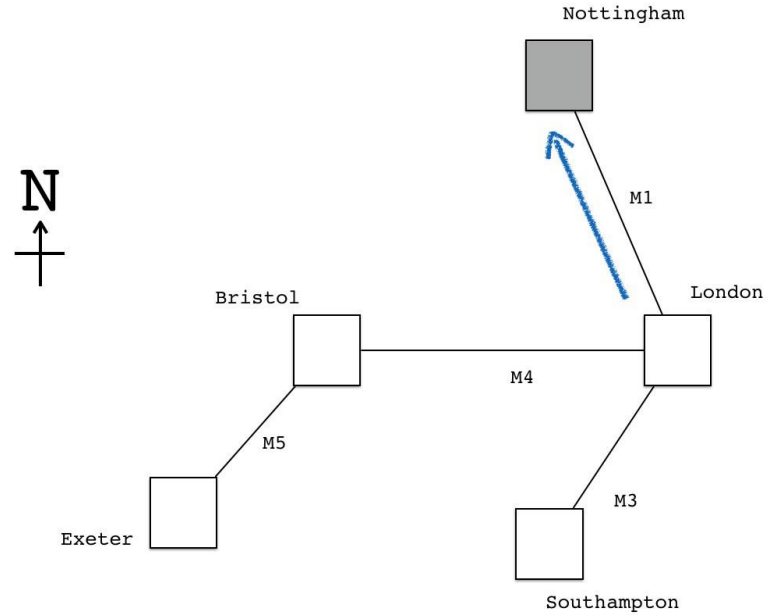 Nottingham
N
M1
Bristol
London
M4
M5
M3
Exeter
Southampton